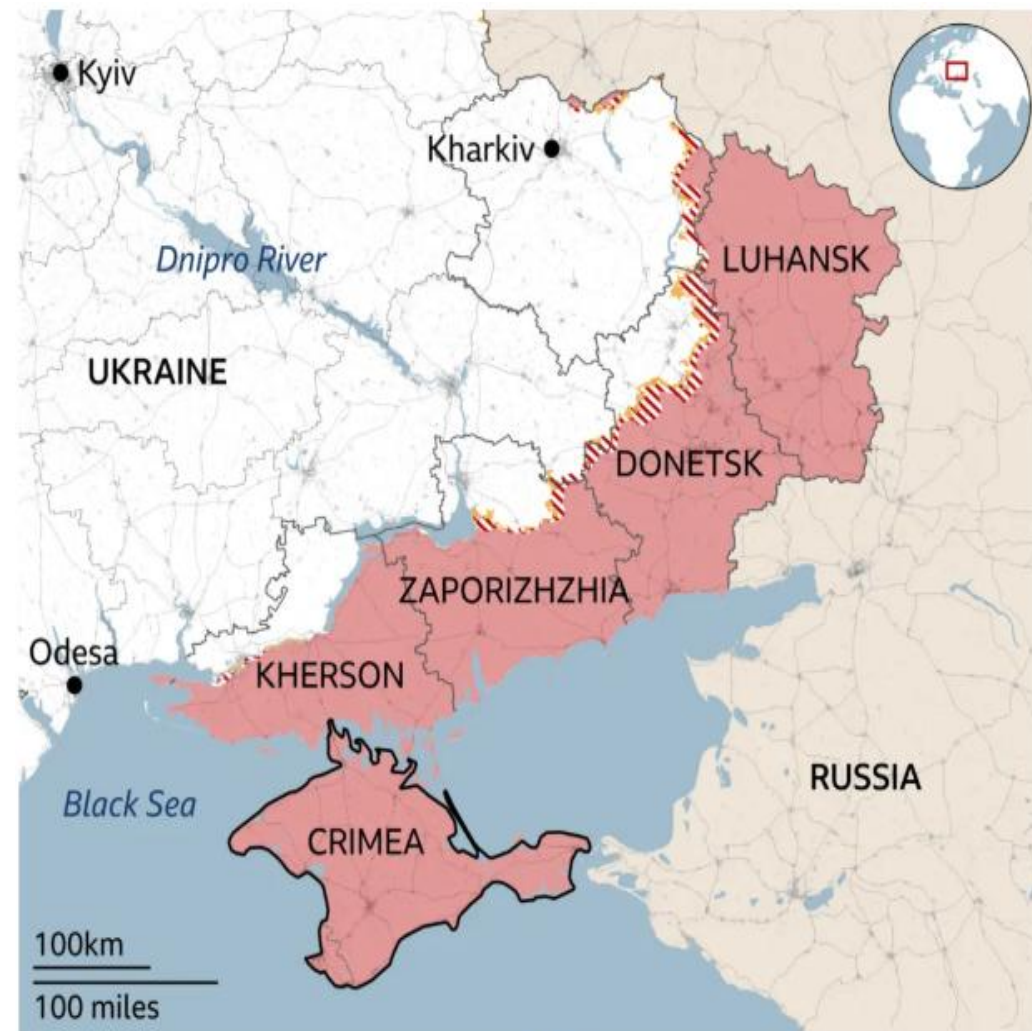 Kyiv
Kharkiv
Dnipro River
LUHANSK
UKRAINE
DONETSK
ZAPORIZHZHIA
Odesa
KHERSON
RUSSIA
Black Sea
CRIMEA
100km
100 miles